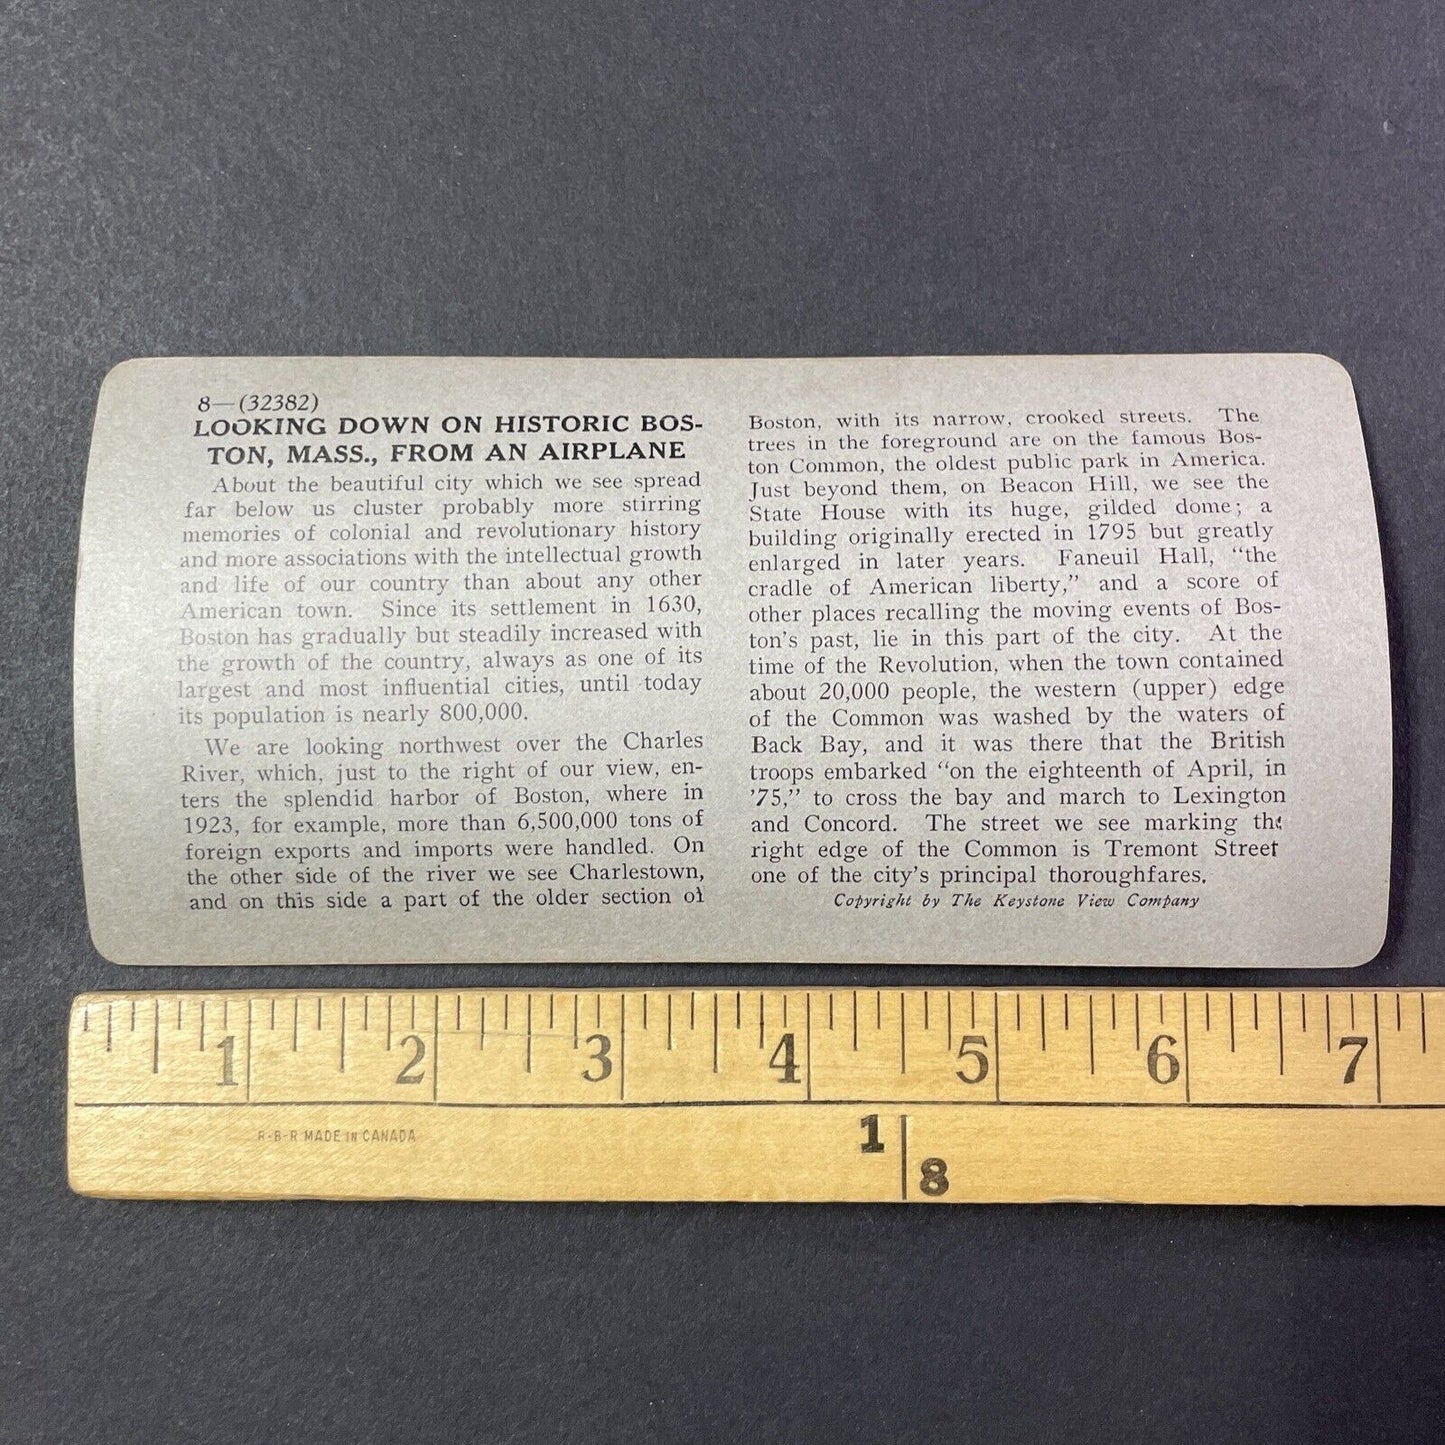 8—(32382)
LOOKING DOWN ON HISTORIC BOS-
TON, MASS., FROM AN AIRPLANE
About the beautiful city which we see spread
far below us cluster probably more stirring
memories of colonial and revolutionary history
and more associations with the intellectual growth
and life of our country than about any other
American town. Since its settlement in 1630,
Boston has gradually but steadily increased with
the growth of the country, always as one of its
largest and most influential cities, until today
its population is nearly 800,000.
We are looking northwest over the Charles
River, which, just to the right of our view, en-
ters the splendid harbor of Boston, where in
1923, for example, more than 6,500,000 tons of
foreign exports and imports were handled. On
the other side of the river we see Charlestown,
and on this side a part of the older section of
Boston, with its narrow, crooked streets. The
trees in the foreground are on the famous Bos-
ton Common, the oldest public park in America.
Just beyond them, on Beacon Hill, we see the
State House with its huge, gilded dome; a
building originally erected in 1795 but greatly
enlarged in later years. Faneuil Hall, "the
cradle of American liberty," and a score of
other places recalling the moving events of Bos-
ton's past, lie in this part of the city. At the
time of the Revolution, when the town contained
about 20,000 people, the western (upper) edge
of the Common was washed by the waters of
Back Bay, and it was there that the British
troops embarked "on the eighteenth of April, in
'75," to cross the bay and march to Lexington
and Concord. The street we see marking the
right edge of the Common is Tremont Street
one of the city's principal thoroughfares.
Copyright by The Keystone View Company
1 2 3 4 5 6 7
R-B-R MADE IN CANADA
1 8